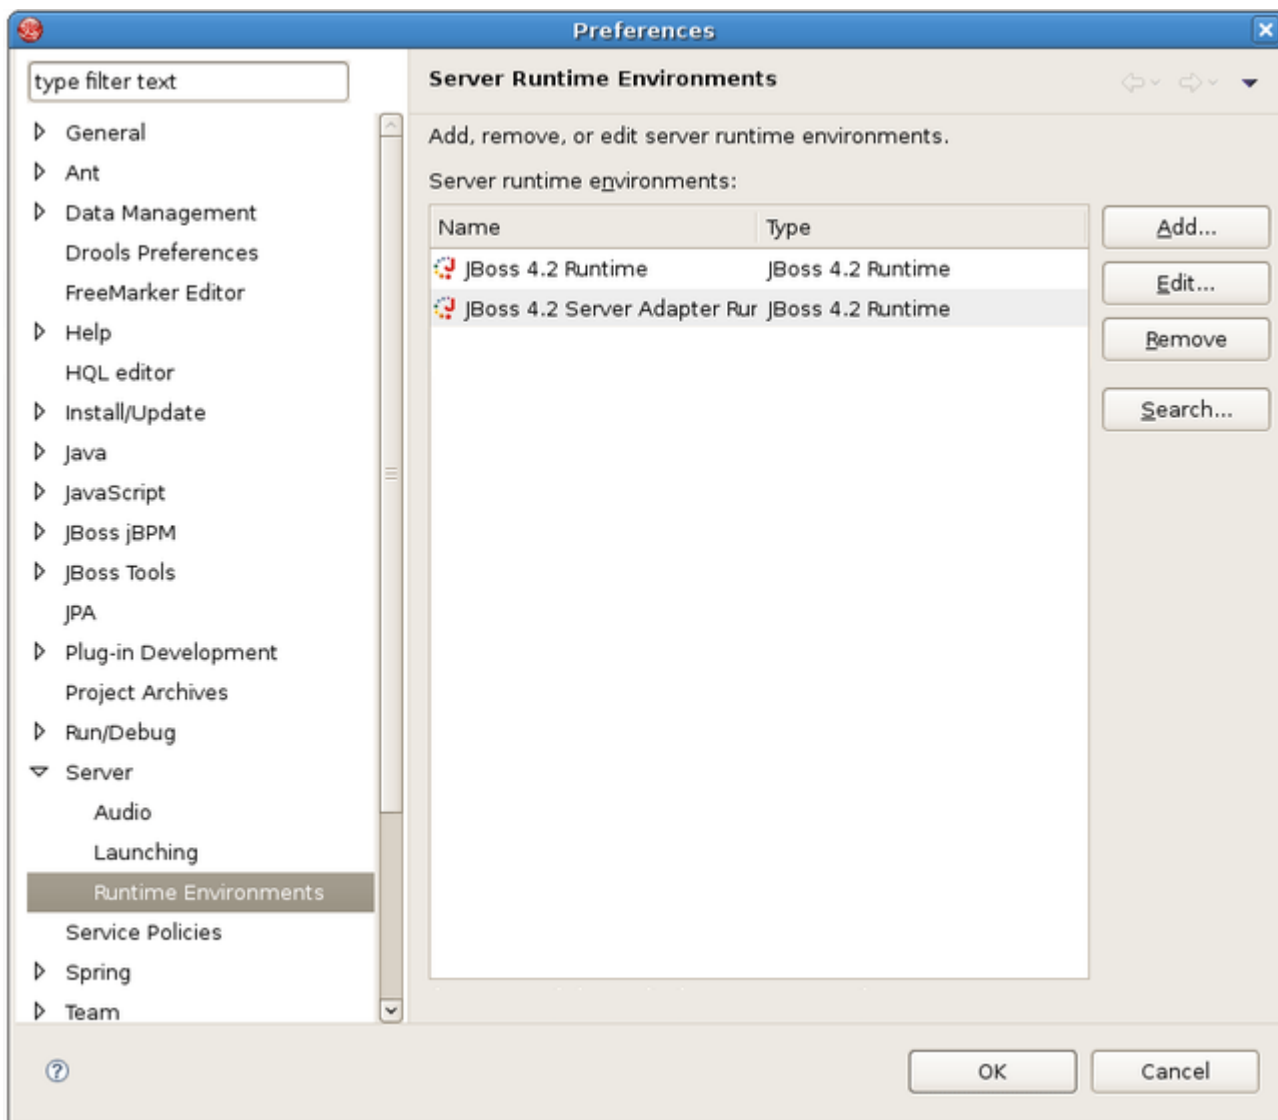 Preferences
type filter text
General
Ant
Data Management
Drools Preferences
FreeMarker Editor
Help
HQL editor
Install/Update
Java
JavaScript
JBoss jBPM
JBoss Tools
JPA
Plug-in Development
Project Archives
Run/Debug
Server
Audio
Launching
Runtime Environments
Service Policies
Spring
Team
Server Runtime Environments
Add, remove, or edit server runtime environments.
Server runtime environments:
Name Type
JBoss 4.2 Runtime JBoss 4.2 Runtime
JBoss 4.2 Server Adapter Rur JBoss 4.2 Runtime
Add...
Edit...
Remove
Search...
OK Cancel